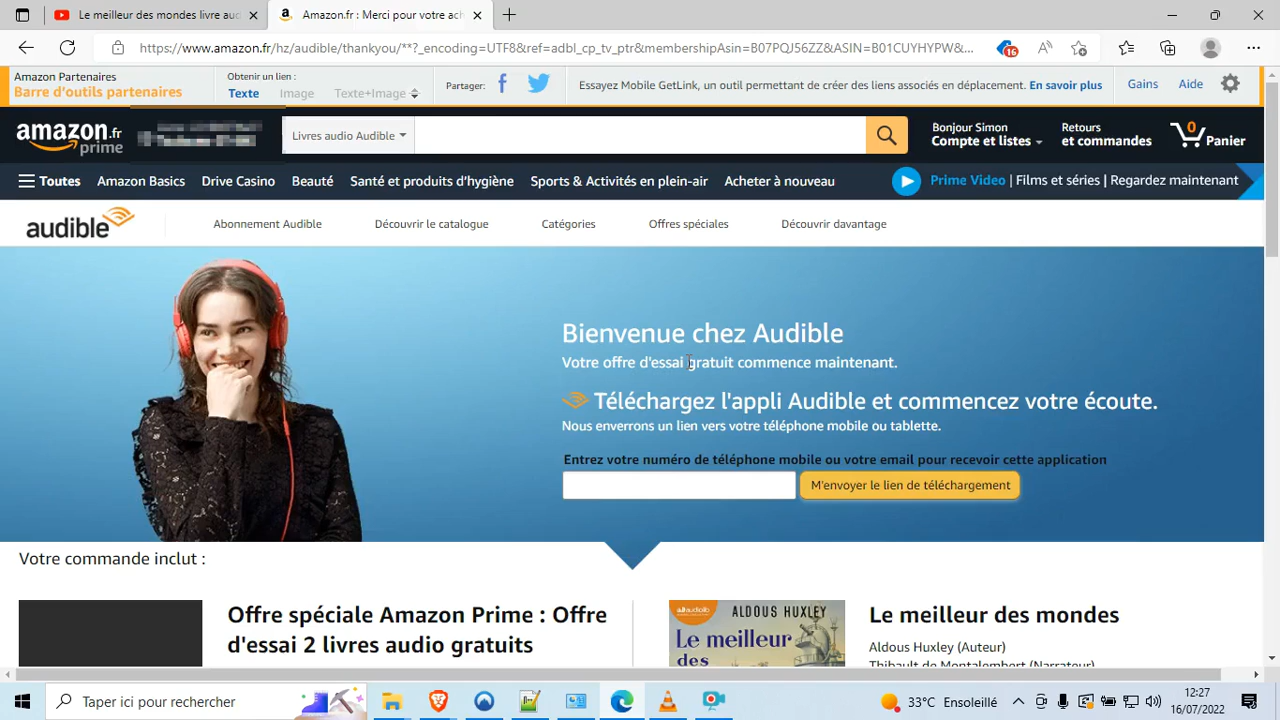 Le meilleur des mondes livre au
Amazon.fr : Merci pour votre ach
https://www.amazon.fr/hz/audible/thankyou/**?_encoding=UTF8&ref=adbl_cp_tv_ptr&membershipAsin=B07PQJ56ZZ&ASIN=B01CUYHYPW&...
16
Amazon Partenaires
Barre d'outils partenaires
Obtenir un lien :
Texte Image Texte+Image
Partager:
Essayez Mobile GetLink, un outil permettant de créer des liens associés en déplacement. En savoir plus
Gains
Aide
amazon.fr
prime
Livres audio Audible
Bonjour Simon
Compte et listes
Retours
et commandes
0
Panier
Toutes
Amazon Basics
Drive Casino
Beauté
Santé et produits d'hygiène
Sports & Activités en plein-air
Acheter à nouveau
Prime Video | Films et séries | Regardez maintenant
audible
Abonnement Audible
Découvrir le catalogue
Catégories
Offres spéciales
Découvrir davantage
Bienvenue chez Audible
Votre offre d'essai gratuit commence maintenant.
Téléchargez l'appli Audible et commencez votre écoute.
Nous enverrons un lien vers votre téléphone mobile ou tablette.
Entrez votre numéro de téléphone mobile ou votre email pour recevoir cette application
M'envoyer le lien de téléchargement
Votre commande inclut :
Offre spéciale Amazon Prime : Offre
d'essai 2 livres audio gratuits
audiolib
ALDOUS HUXLEY
Le meilleur
des
Le meilleur des mondes
Aldous Huxley (Auteur)
Thibault de Montalembert (Narrateur)
Taper ici pour rechercher
33°C Ensoleillé
12:27
16/07/2022